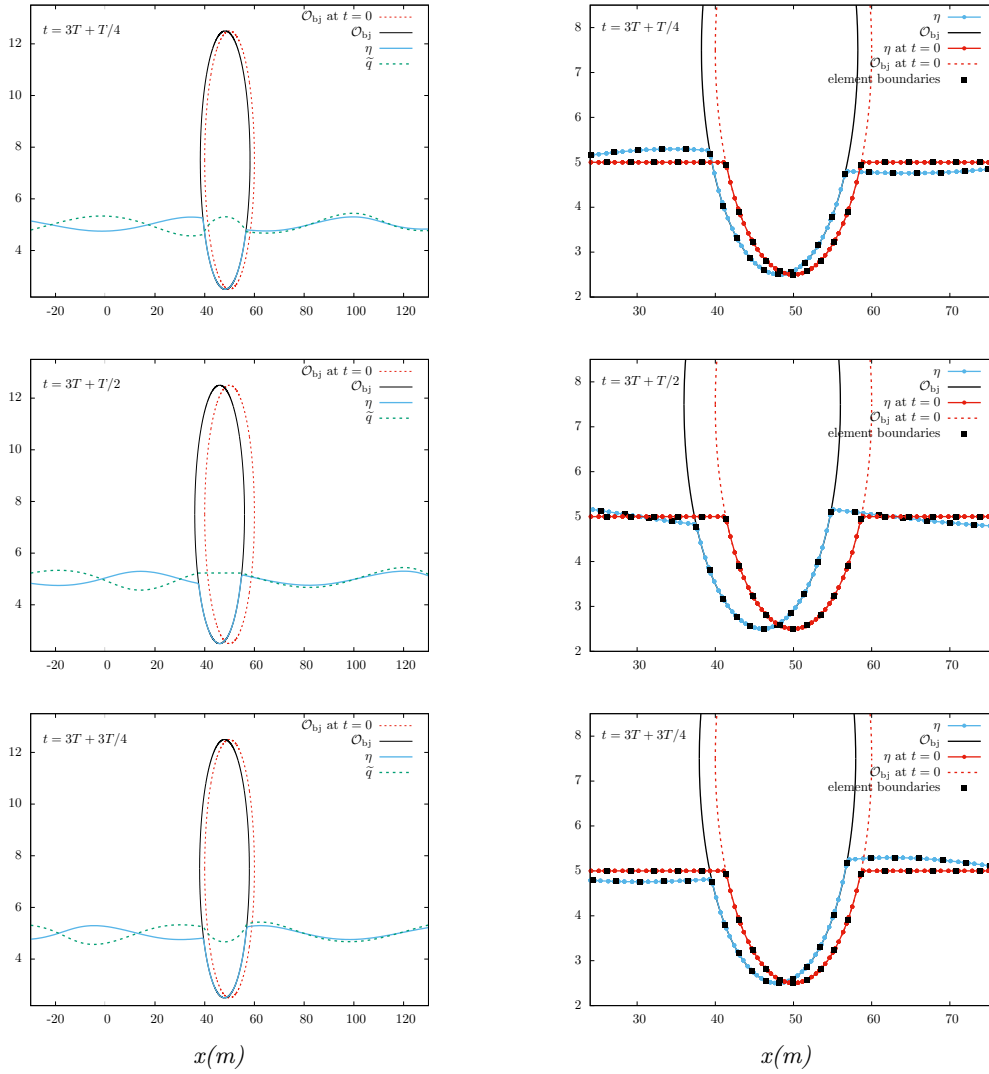 t = 3T + T/4
𝒪bj at t = 0
𝒪bj
η
q̃
12
10
8
6
4
-20 0 20 40 60 80 100 120
t = 3T + T/4
η
𝒪bj
η at t = 0
𝒪bj at t = 0
element boundaries
8
7
6
5
4
3
2
30 40 50 60 70
t = 3T + T/2
𝒪bj at t = 0
𝒪bj
η
q̃
12
10
8
6
4
-20 0 20 40 60 80 100 120
t = 3T + T/2
η
𝒪bj
η at t = 0
𝒪bj at t = 0
element boundaries
8
7
6
5
4
3
2
30 40 50 60 70
t = 3T + 3T/4
𝒪bj at t = 0
𝒪bj
η
q̃
12
10
8
6
4
-20 0 20 40 60 80 100 120
x(m)
t = 3T + 3T/4
η
𝒪bj
η at t = 0
𝒪bj at t = 0
element boundaries
8
7
6
5
4
3
2
30 40 50 60 70
x(m)